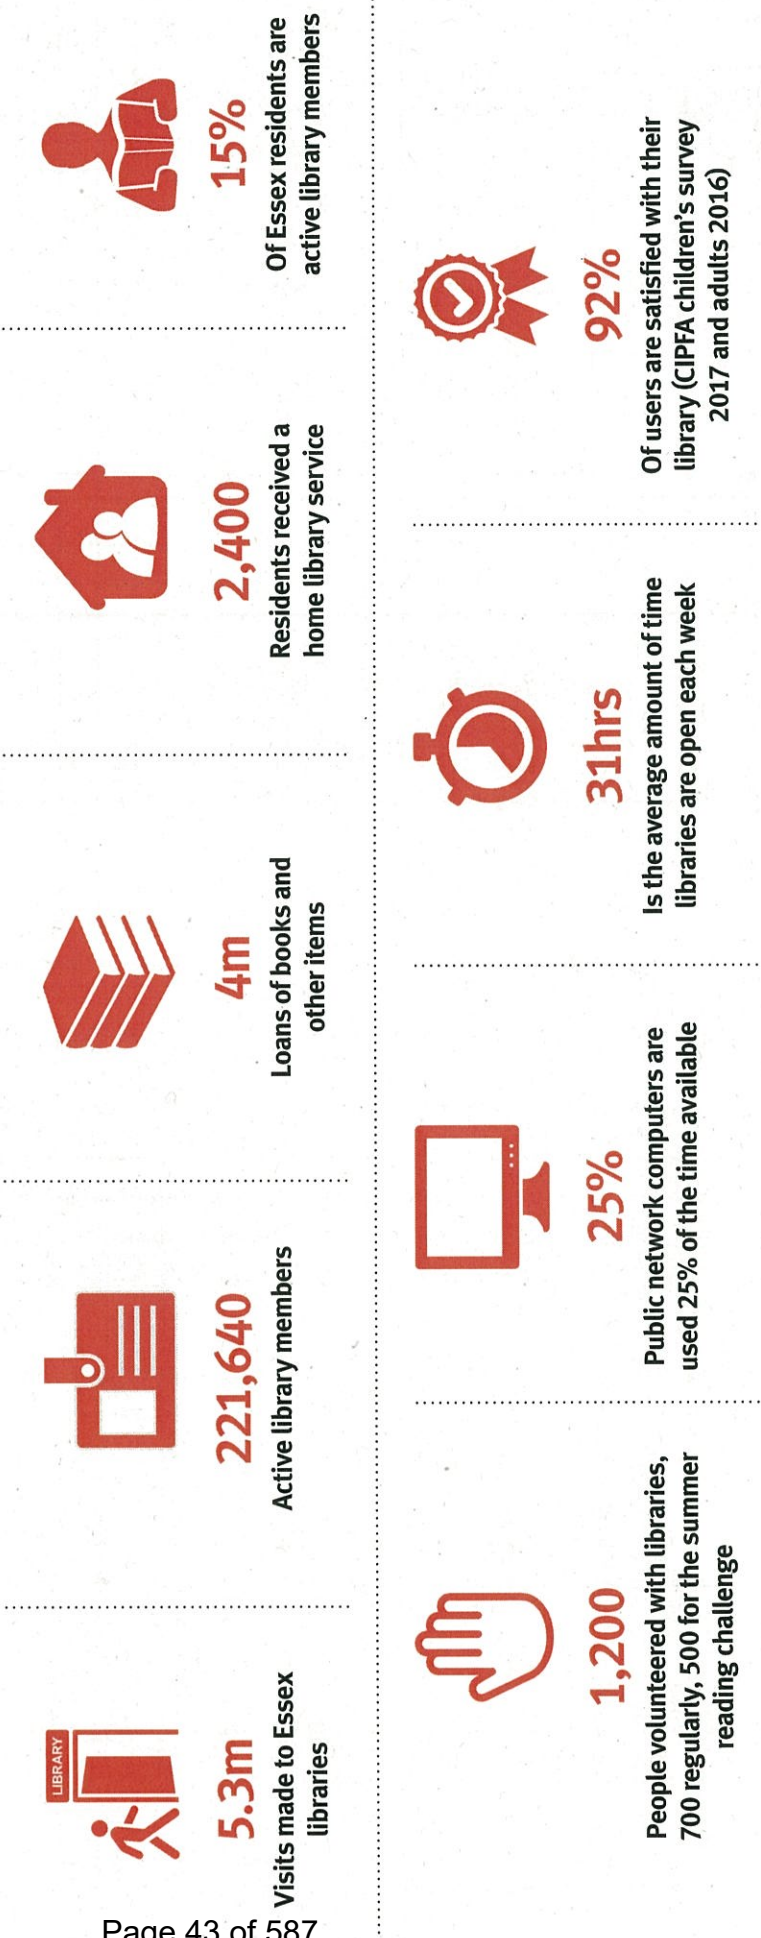 LIBRARY
5.3m
Visits made to Essex
libraries
221,640
Active library members
4m
Loans of books and
other items
2,400
Residents received a
home library service
15%
Of Essex residents are
active library members
1,200
People volunteered with libraries,
700 regularly, 500 for the summer
reading challenge
25%
Public network computers are
used 25% of the time available
31hrs
Is the average amount of time
libraries are open each week
92%
Of users are satisfied with their
library (CIPFA children's survey
2017 and adults 2016)
Page 43 of 587